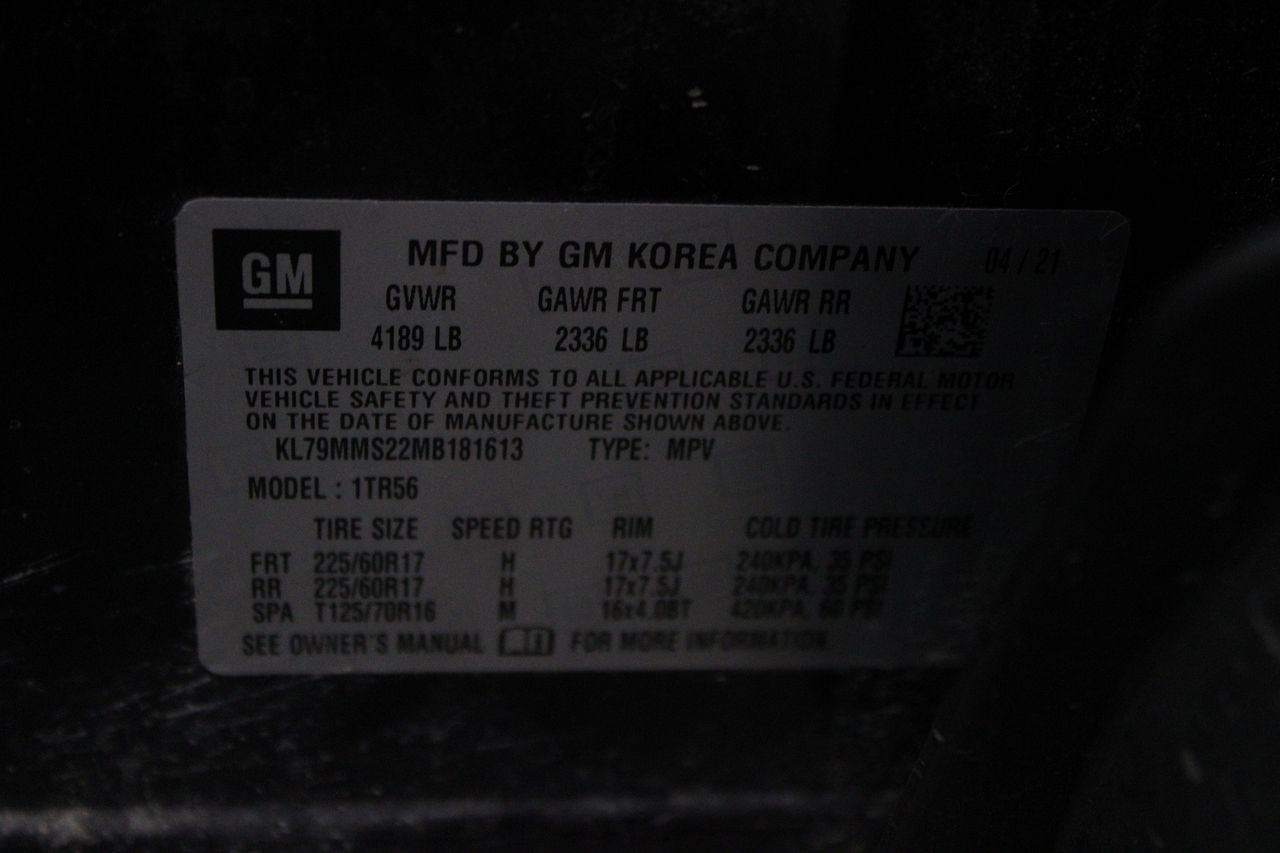 GM
MFD BY GM KOREA COMPANY 04 / 21
GVWR GAWR FRT GAWR RR
4189 LB 2336 LB 2336 LB
THIS VEHICLE CONFORMS TO ALL APPLICABLE U.S. FEDERAL MOTOR
VEHICLE SAFETY AND THEFT PREVENTION STANDARDS IN EFFECT
ON THE DATE OF MANUFACTURE SHOWN ABOVE.
KL79MMS22MB181613 TYPE: MPV
MODEL : 1TR56
TIRE SIZE SPEED RTG RIM COLD TIRE PRESSURE
FRT 225/60R17 H 17x7.5J 240KPA, 35 PSI
RR 225/60R17 H 17x7.5J 240KPA, 35 PSI
SPA T125/70R16 M 16x4.0BT 420KPA, 60 PSI
SEE OWNER'S MANUAL FOR MORE INFORMATION